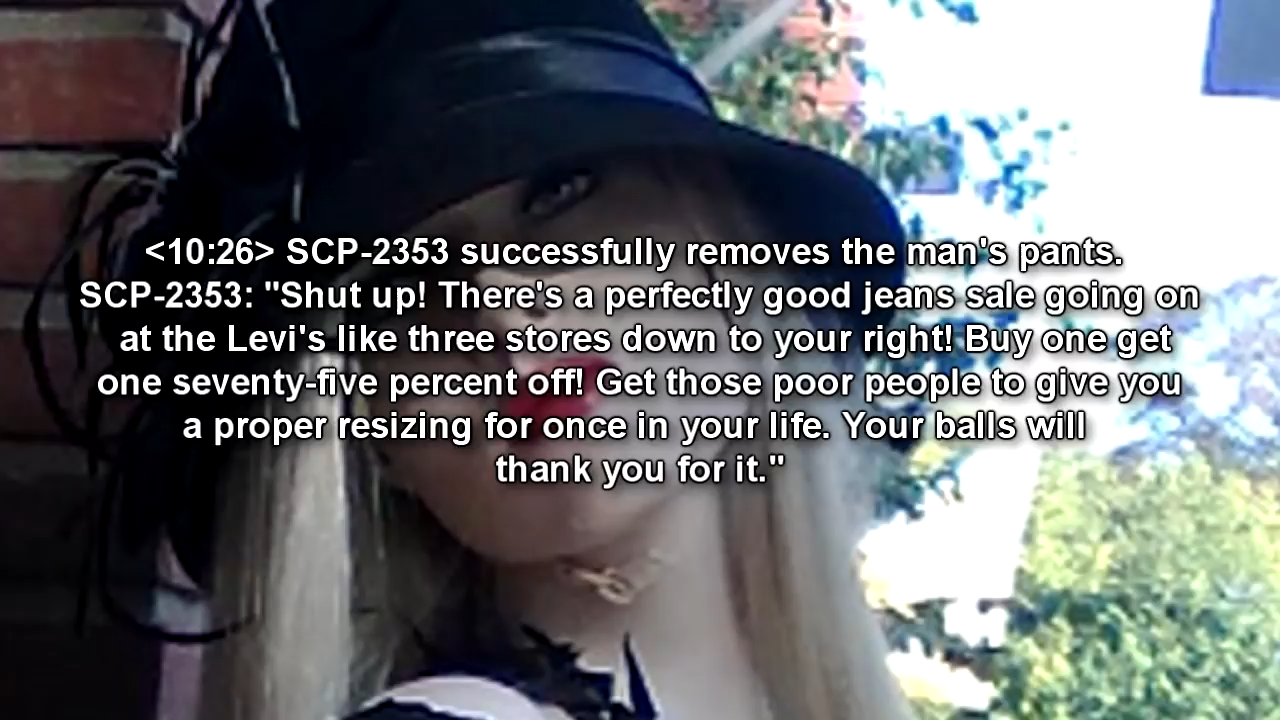 <10:26> SCP-2353 successfully removes the man's pants.
SCP-2353: "Shut up! There's a perfectly good jeans sale going on
at the Levi's like three stores down to your right! Buy one get
one seventy-five percent off! Get those poor people to give you
a proper resizing for once in your life. Your balls will
thank you for it."